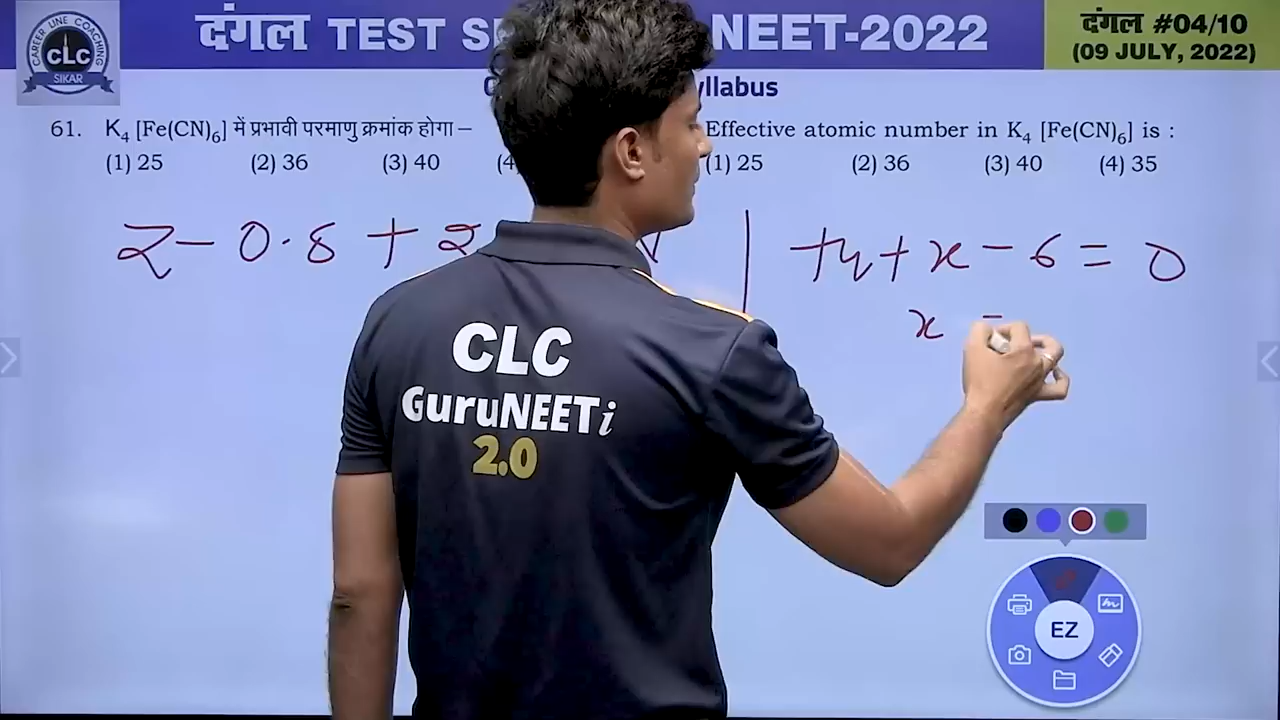 दंगल TEST S NEET-2022
दंगल #04/10
(09 JULY, 2022)
CAREER LINE COACHING
CLC
SIKAR
yllabus
61. K₄ [Fe(CN)₆] में प्रभावी परमाणु क्रमांक होगा –
(1) 25 (2) 36 (3) 40 (4
Effective atomic number in K₄ [Fe(CN)₆] is :
(1) 25 (2) 36 (3) 40 (4) 35
Z - O.S + 2
+4 + x - 6 = 0
x =
CLC
GuruNEETi
2.0
EZ